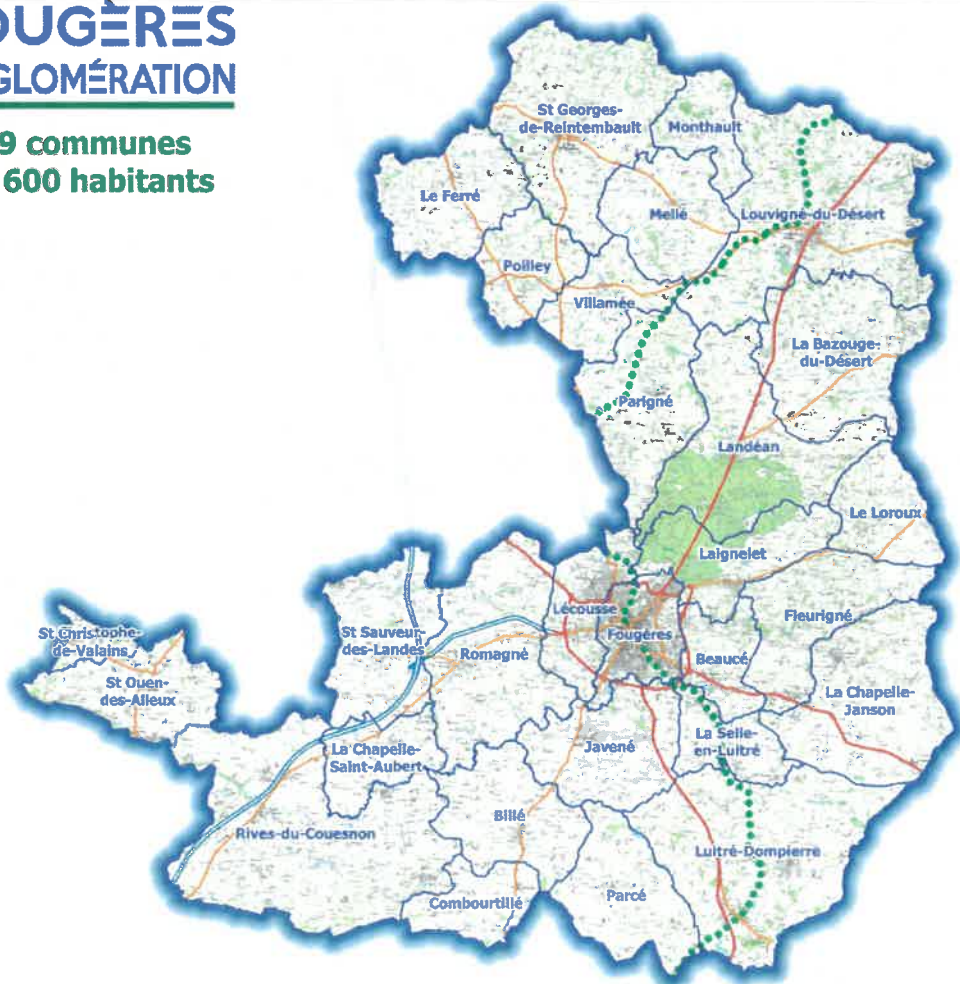 OUGÈRES
GLOMÉRATION
9 communes
600 habitants
St Georges-
de-Reintembault
Monthault
Le Ferré
Mellé
Louvigné-du-Désert
Poilley
Villamée
La Bazouge-
du-Désert
Parigné
Landéan
Le Loroux
Laignelet
Lécousse
Fleurigné
St Christophe-
de-Valains
St Sauveur-
des-Landes
Romagné
Fougères
Beaucé
St Ouen-
des-Alleux
La Chapelle-
Janson
La Chapelle-
Saint-Aubert
Javené
La Selle-
en-Luitré
Billé
Rives-du-Couesnon
Luitré-Dompierre
Combourtillé
Parcé